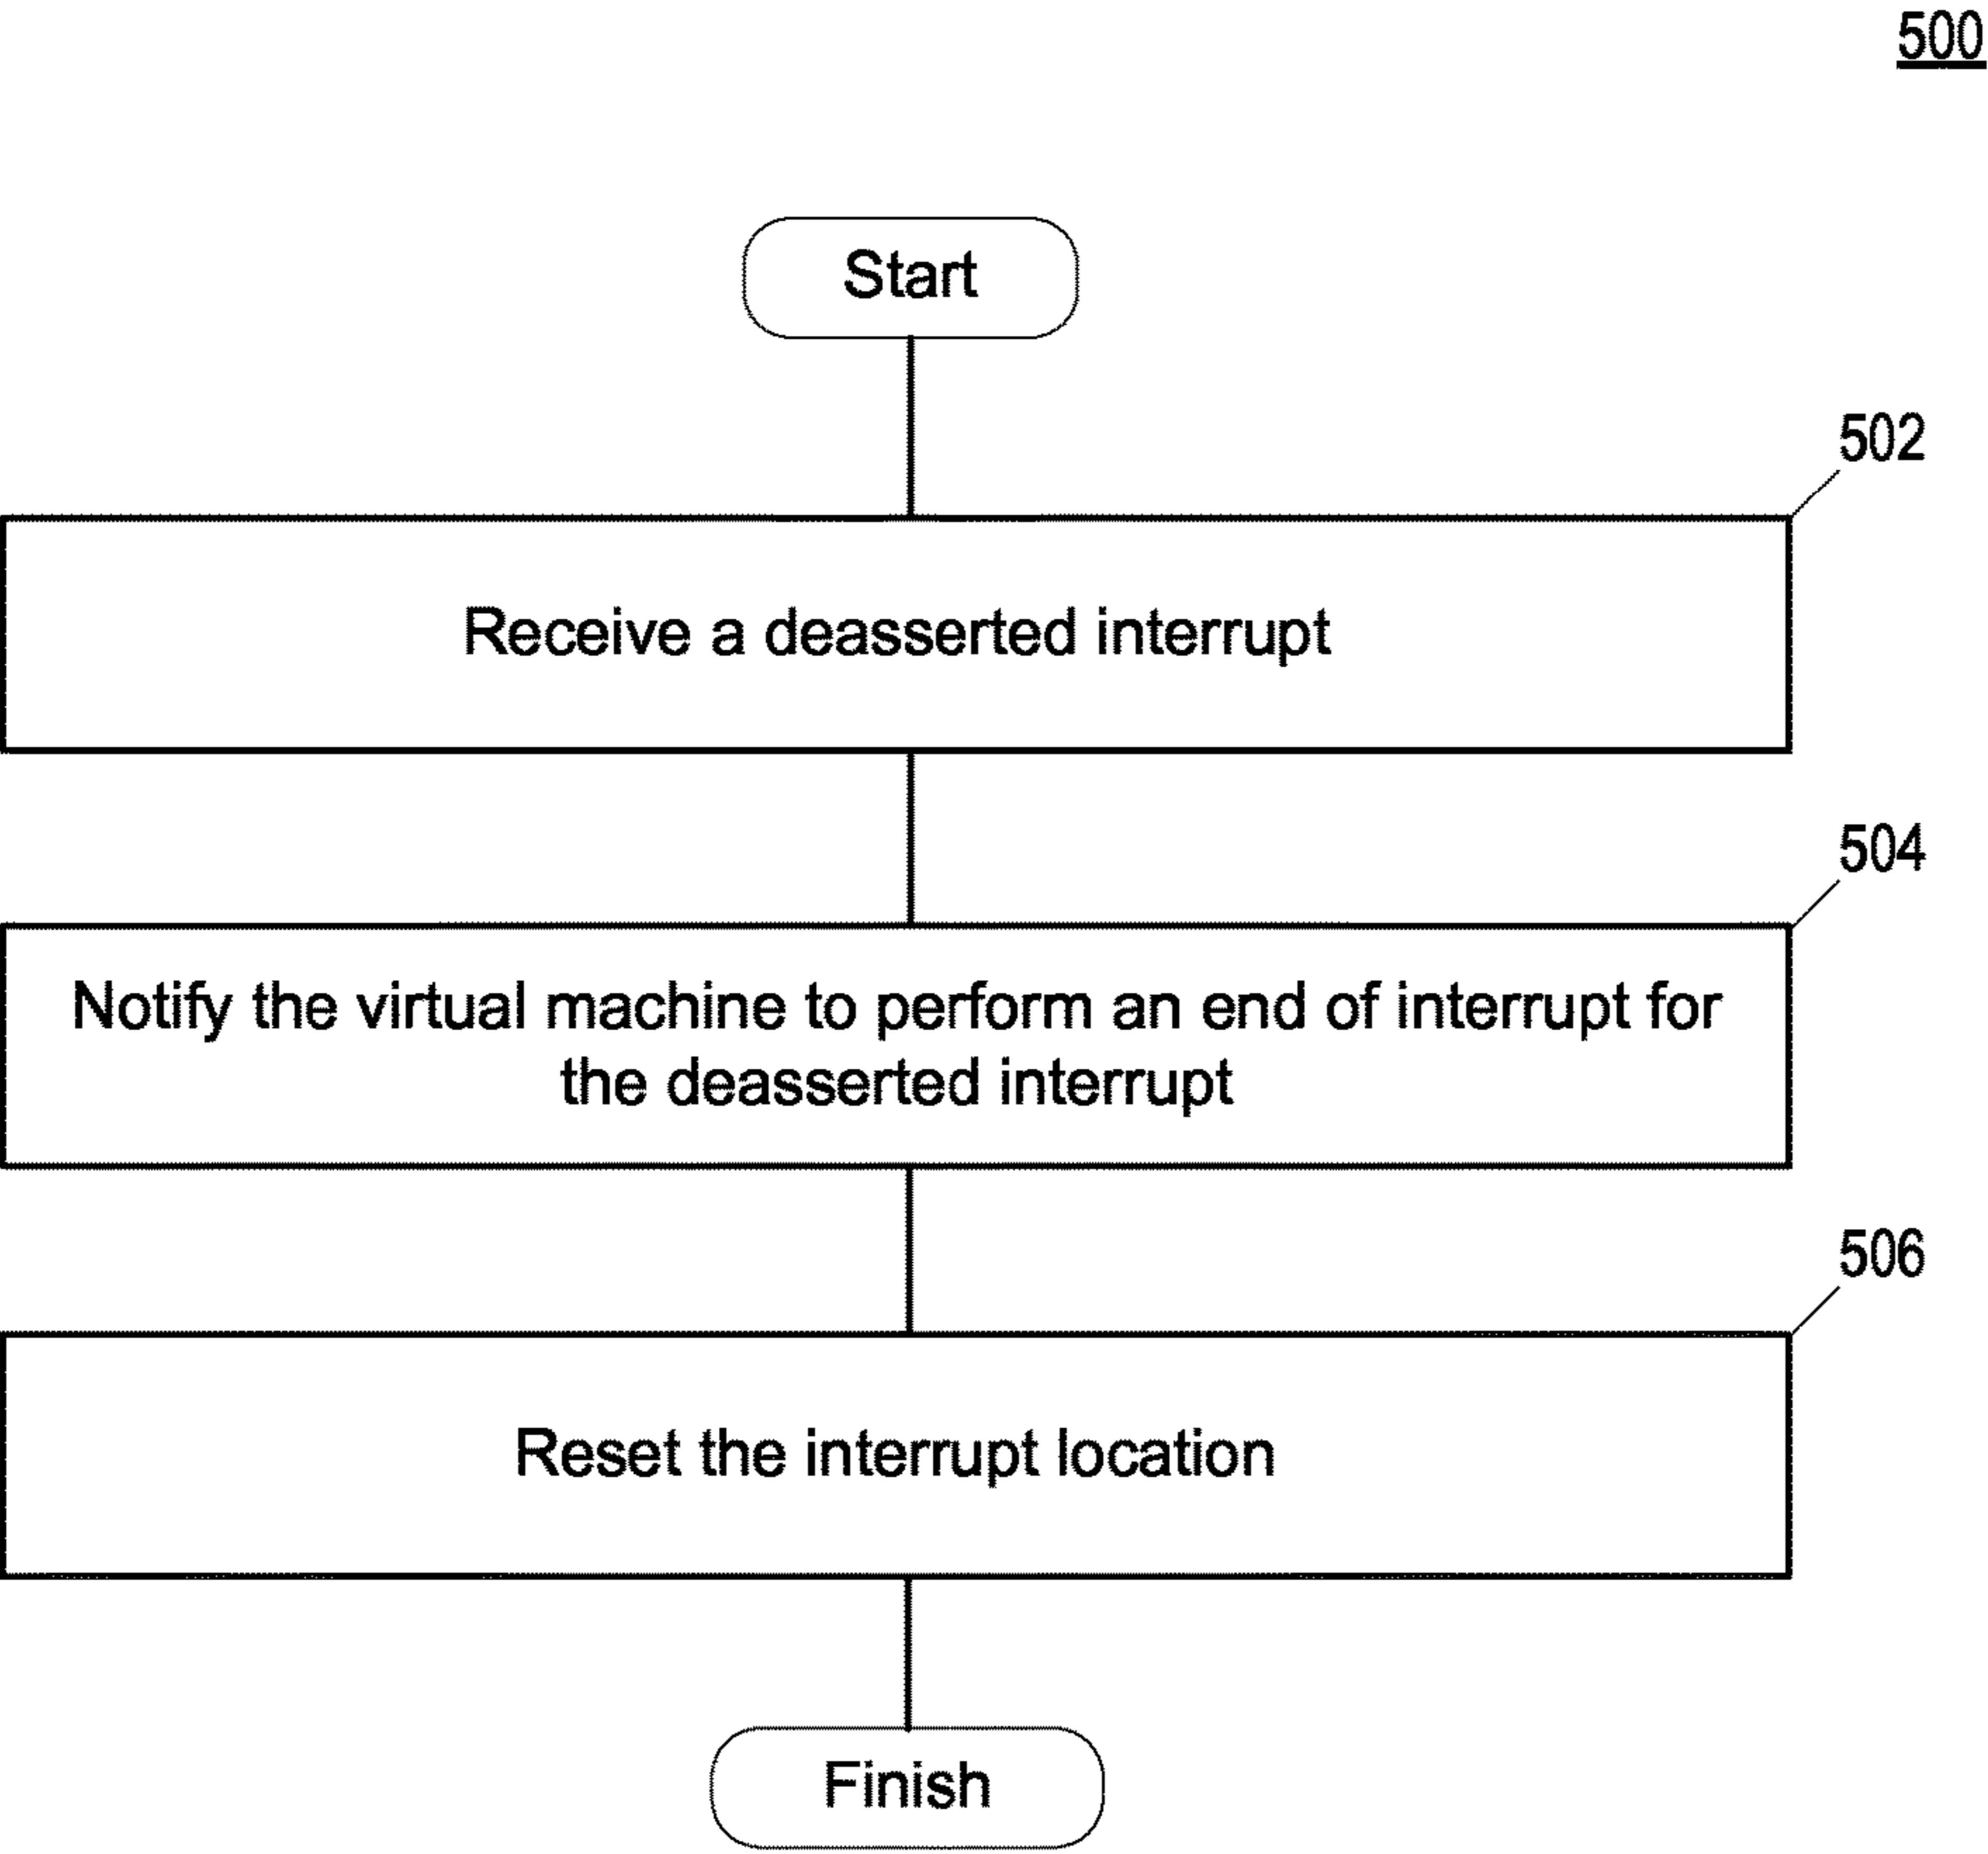 500
Start
502
Receive a deasserted interrupt
504
Notify the virtual machine to perform an end of interrupt for
the deasserted interrupt
506
Reset the interrupt location
Finish